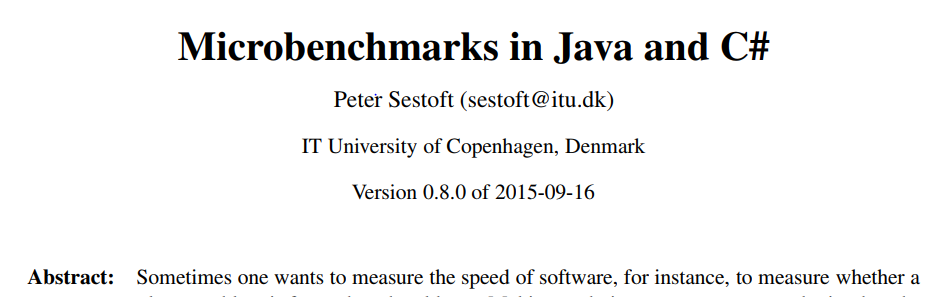 Microbenchmarks in Java and C#
Peter Sestoft (sestoft@itu.dk)
IT University of Copenhagen, Denmark
Version 0.8.0 of 2015-09-16
Abstract: Sometimes one wants to measure the speed of software, for instance, to measure whether a